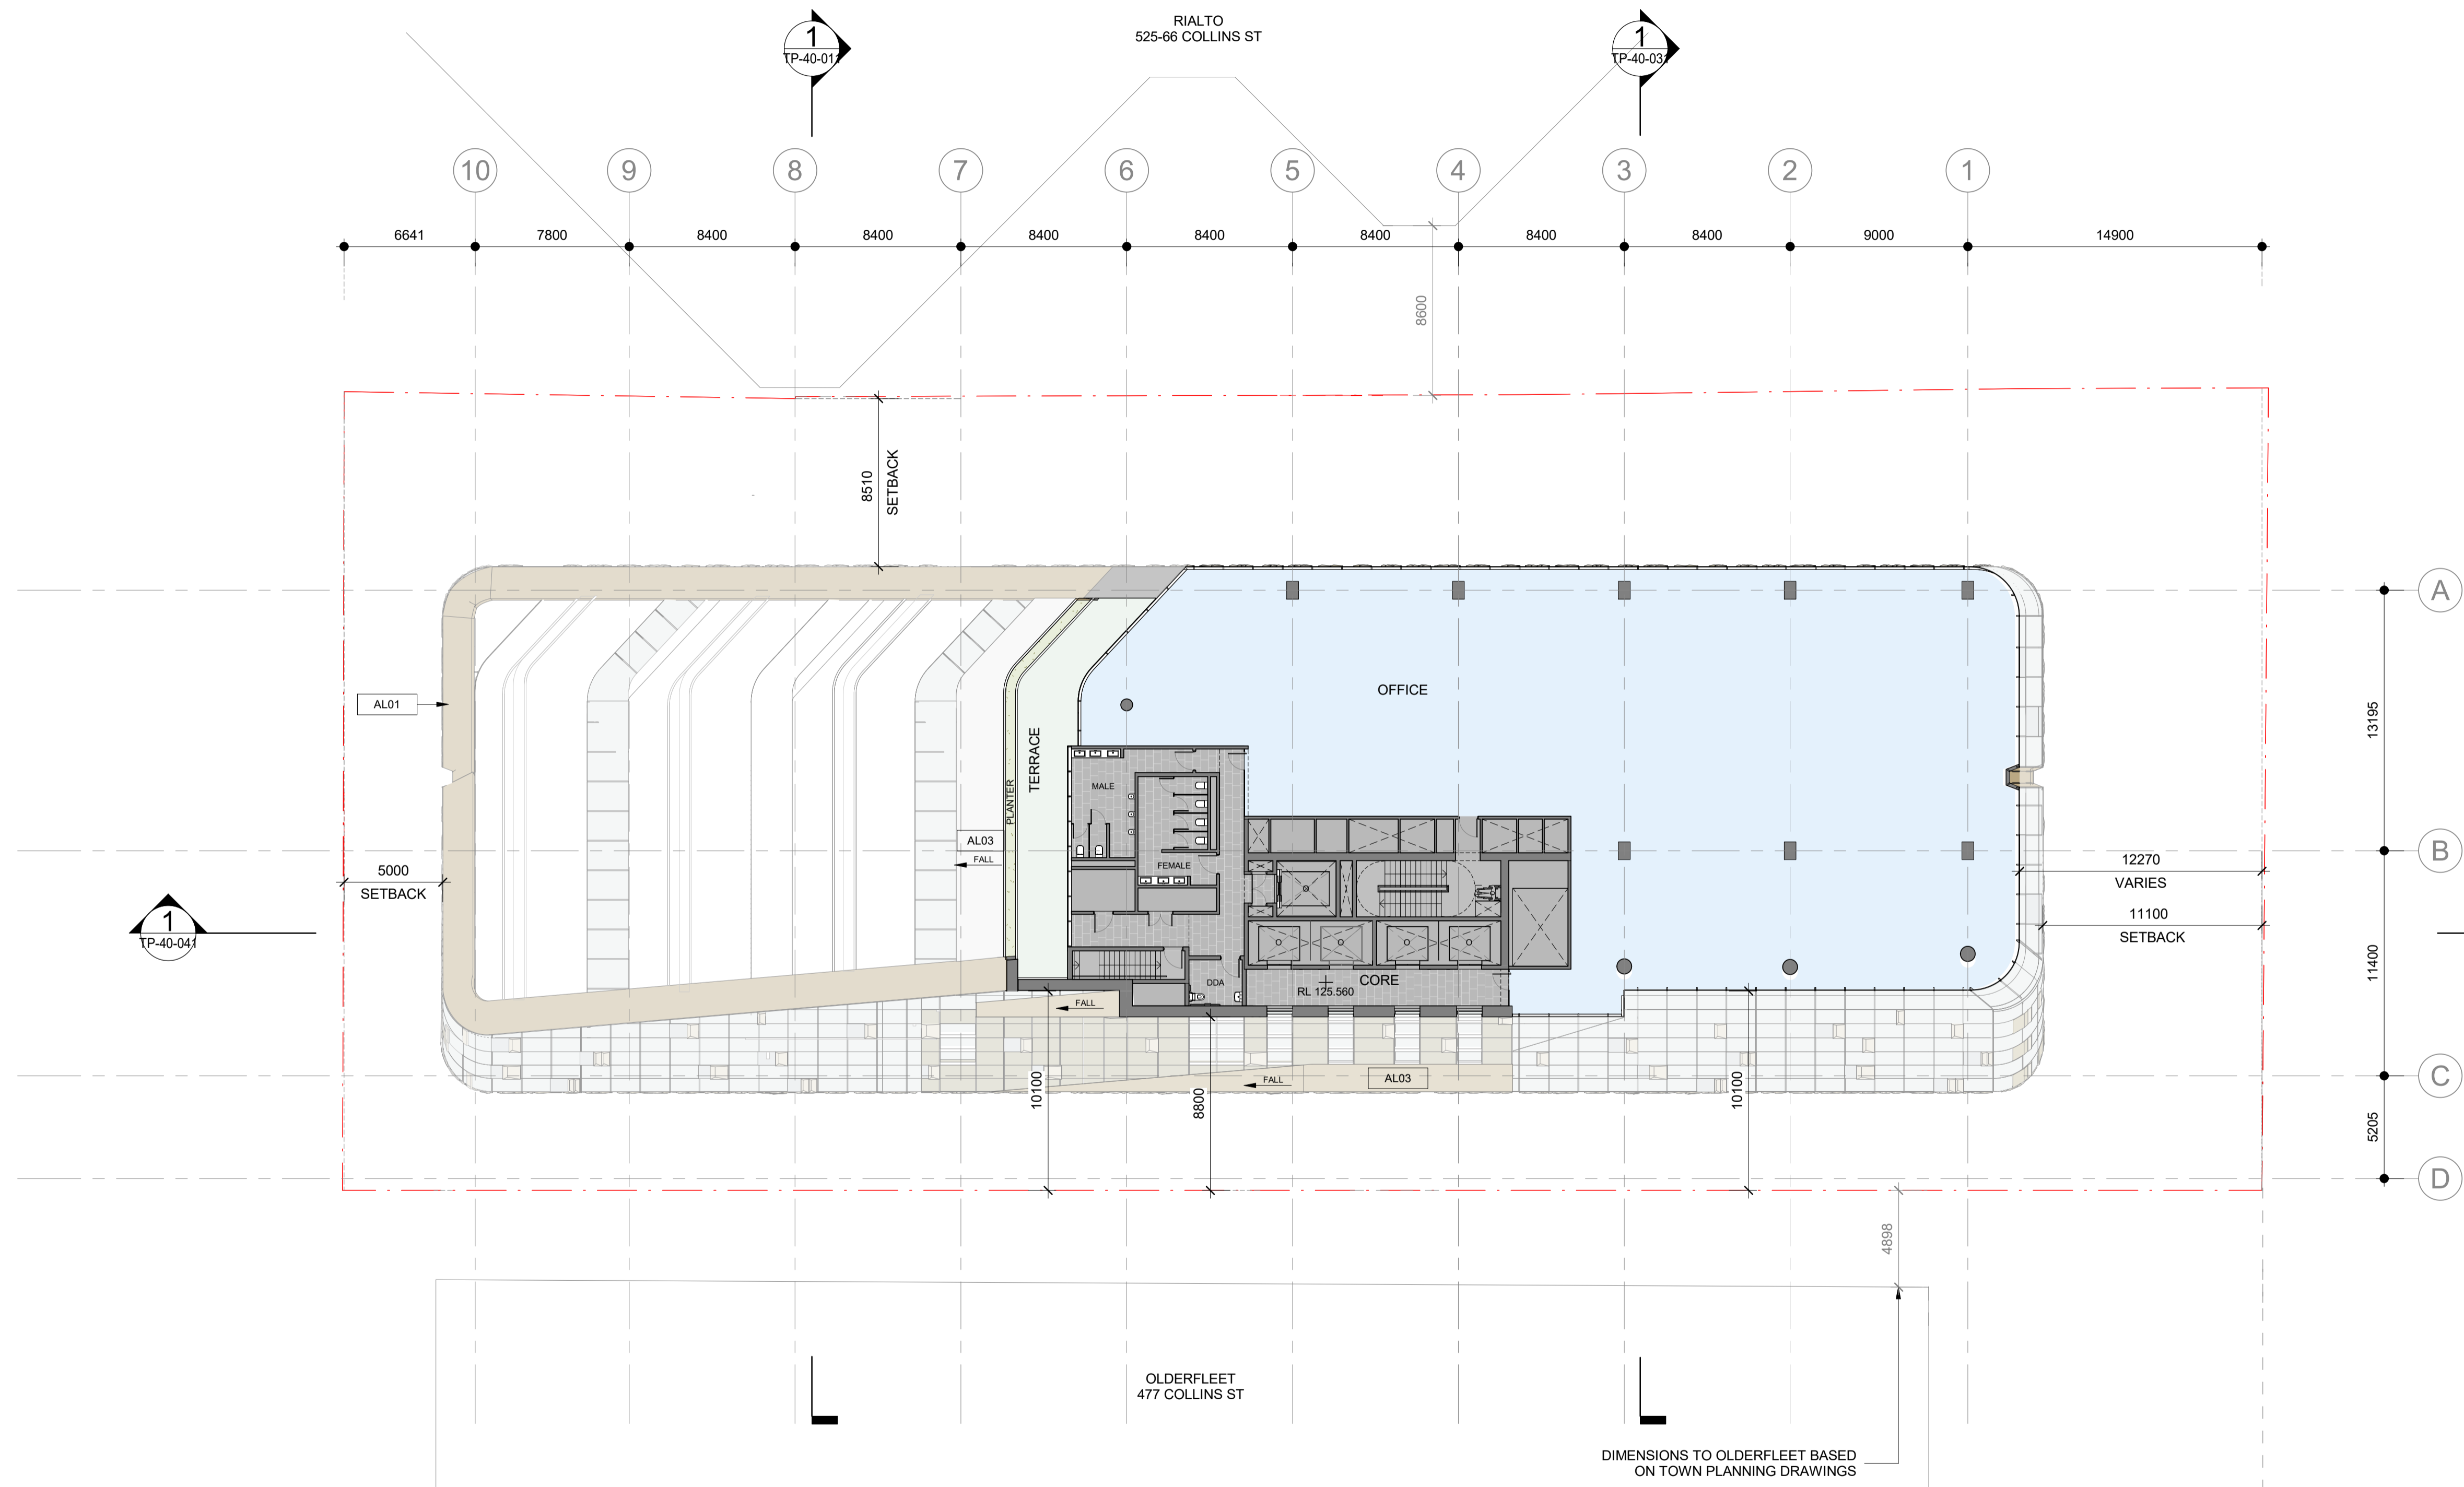 RIALTO
525-66 COLLINS ST
1
TP-40-011
1
TP-40-031
10
9
8
7
6
5
4
3
2
1
6641
7800
8400
8400
8400
8400
8400
8400
8400
9000
14900
8600
8510
SETBACK
A
B
C
D
13195
11400
5205
AL01
OFFICE
TERRACE
PLANTER
MALE
FEMALE
AL03
FALL
5000
SETBACK
12270
VARIES
11100
SETBACK
1
TP-40-041
DDA
CORE
RL 125.560
FALL
FALL
AL03
10100
8800
10100
4898
OLDERFLEET
477 COLLINS ST
DIMENSIONS TO OLDERFLEET BASED
ON TOWN PLANNING DRAWINGS